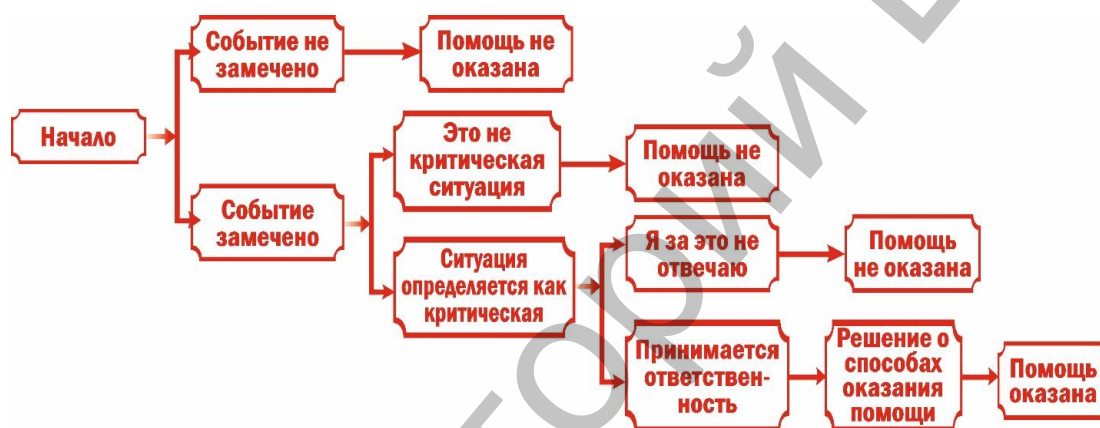 Событие не
замечено
Помощь не
оказана
Начало
Это не
критическая
ситуация
Помощь не
оказана
Событие
замечено
Ситуация
определяется как
критическая
Я за это не
отвечаю
Помощь
не оказана
Принимается
ответствен-
ность
Решение о
способах
оказания
помощи
Помощь
оказана